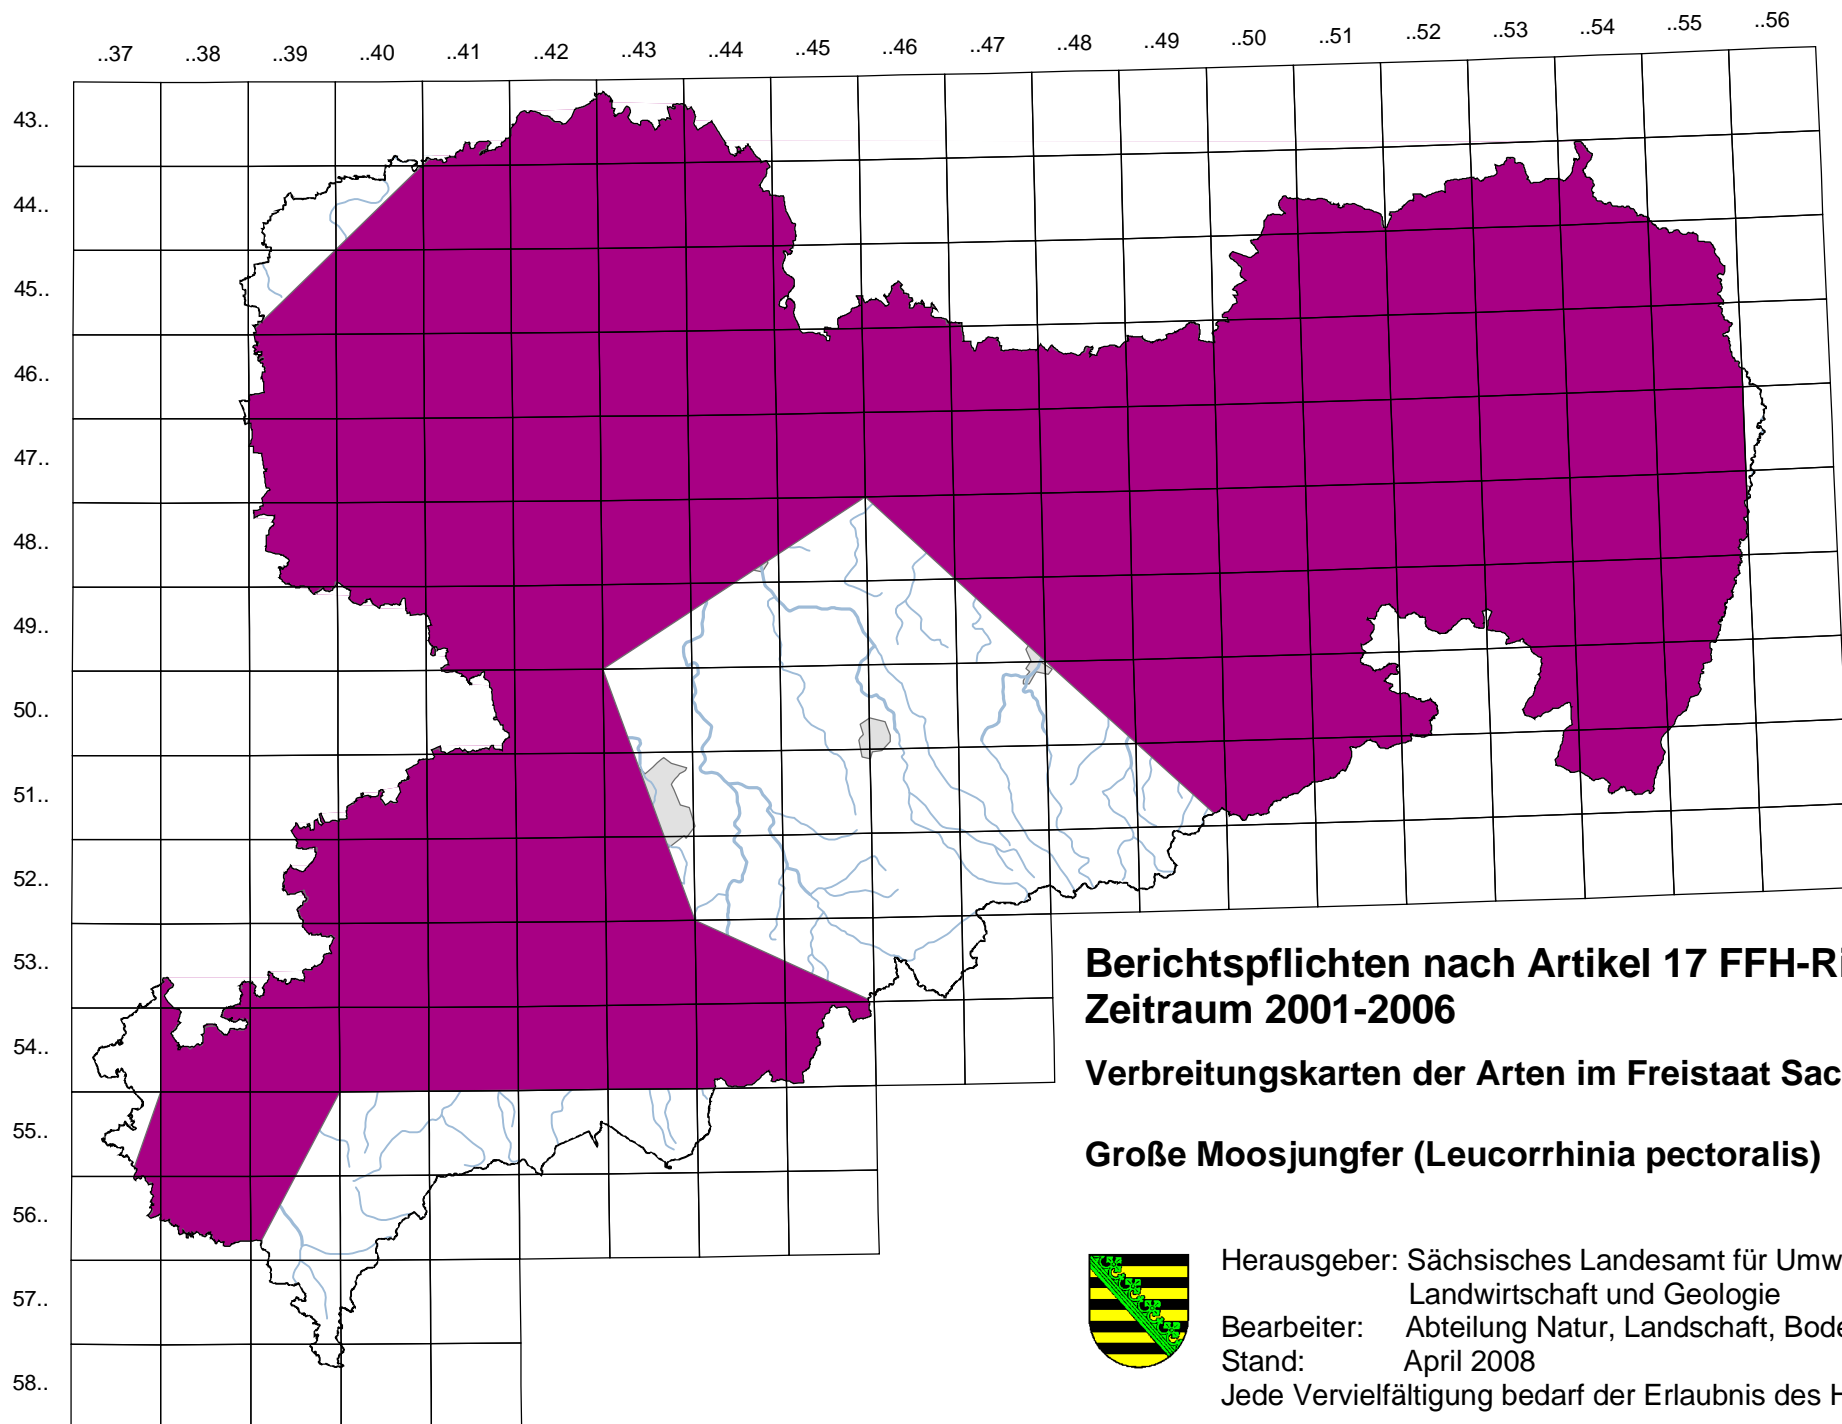 ..37 ..38 ..39 ..40 ..41 ..42 ..43 ..44 ..45 ..46 ..47 ..48 ..49 ..50 ..51 ..52 ..53 ..54 ..55 ..56
43..
44..
45..
46..
47..
48..
49..
50..
51..
52..
53..
54..
55..
56..
57..
58..
Berichtspflichten nach Artikel 17 FFH-Ri
Zeitraum 2001-2006
Verbreitungskarten der Arten im Freistaat Sac
Große Moosjungfer (Leucorrhinia pectoralis)
Herausgeber: Sächsisches Landesamt für Umw
Landwirtschaft und Geologie
Bearbeiter: Abteilung Natur, Landschaft, Bode
Stand: April 2008
Jede Vervielfältigung bedarf der Erlaubnis des H